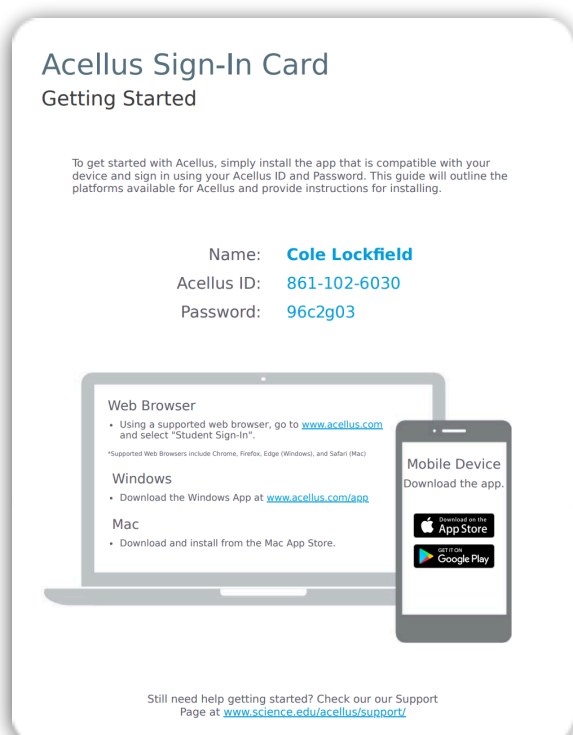 Acellus Sign-In Card
Getting Started
To get started with Acellus, simply install the app that is compatible with your
device and sign in using your Acellus ID and Password. This guide will outline the
platforms available for Acellus and provide instructions for installing.
Name: Cole Lockfield
Acellus ID: 861-102-6030
Password: 96c2g03
Web Browser
• Using a supported web browser, go to www.acellus.com
and select "Student Sign-In".
*Supported Web Browsers include Chrome, Firefox, Edge (Windows), and Safari (Mac)
Windows
• Download the Windows App at www.acellus.com/app
Mac
• Download and install from the Mac App Store.
Mobile Device
Download the app.
Download on the
App Store
GET IT ON
Google Play
Still need help getting started? Check our our Support
Page at www.science.edu/acellus/support/